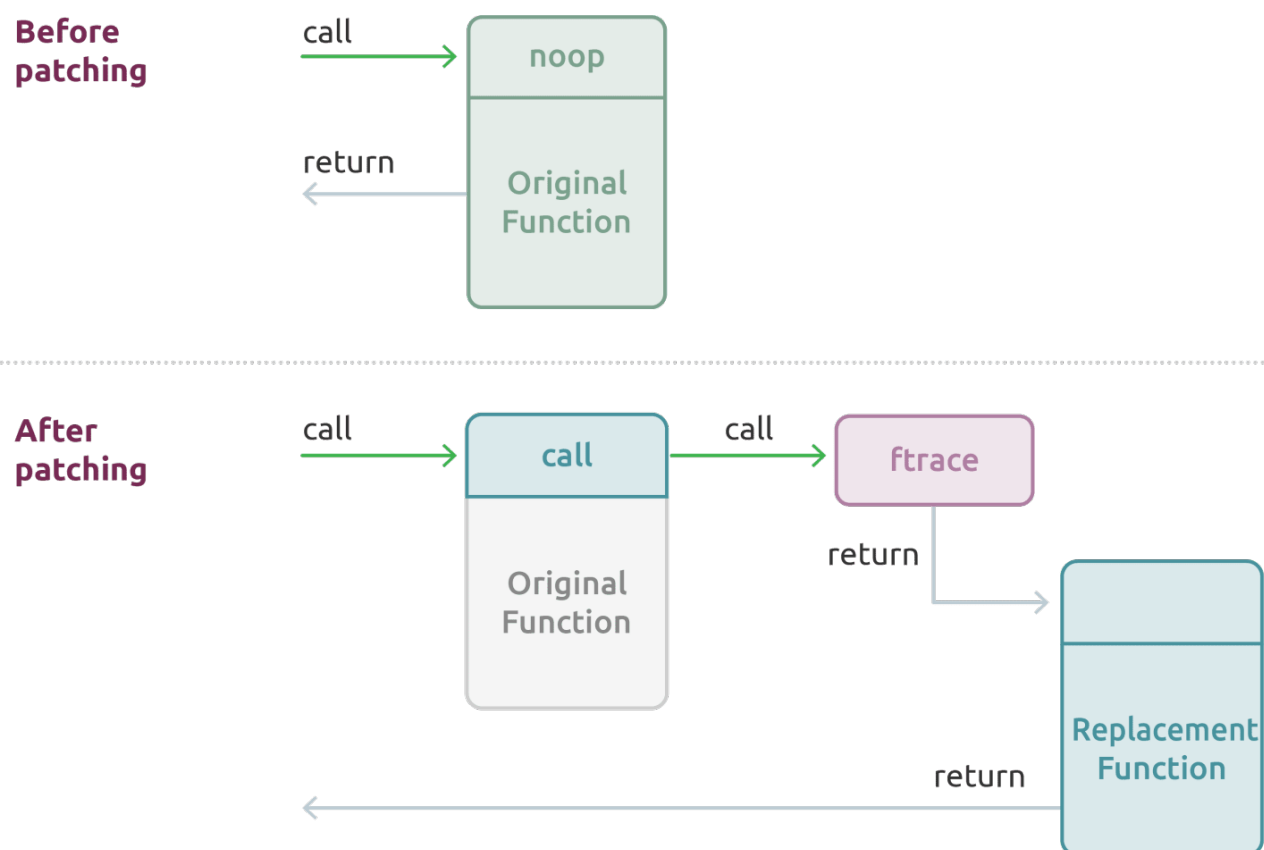 Before
patching
call
noop
return
Original
Function
After
patching
call
call
call
ftrace
Original
Function
return
Replacement
Function
return